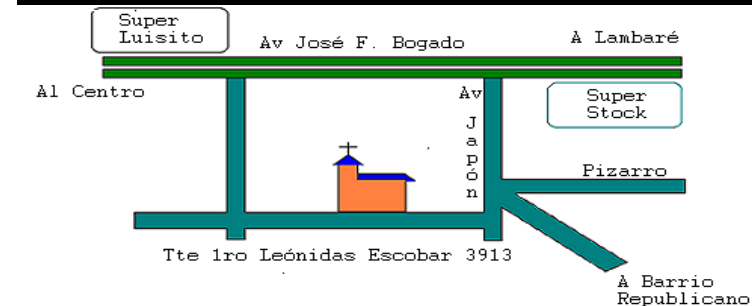 Super
Luisito
Av José F. Bogado
A Lambaré
Al Centro
Av
Japón
Super
Stock
Pizarro
Tte 1ro Leónidas Escobar 3913
A Barrio
Republicano